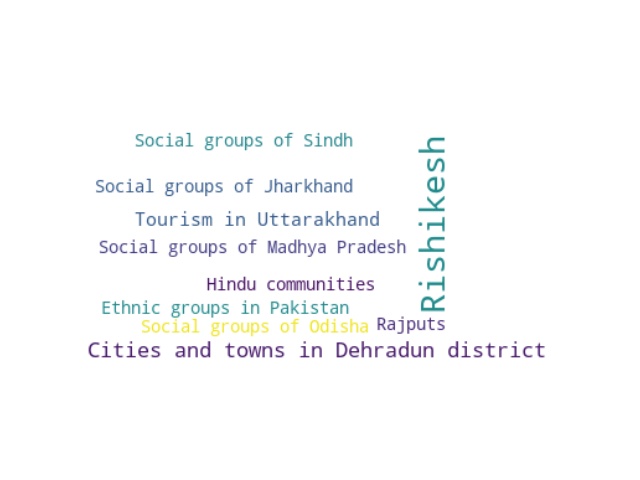 Social groups of Sindh
Social groups of Jharkhand
Tourism in Uttarakhand
Social groups of Madhya Pradesh
Rishikesh
Hindu communities
Ethnic groups in Pakistan
Social groups of Odisha
Rajputs
Cities and towns in Dehradun district